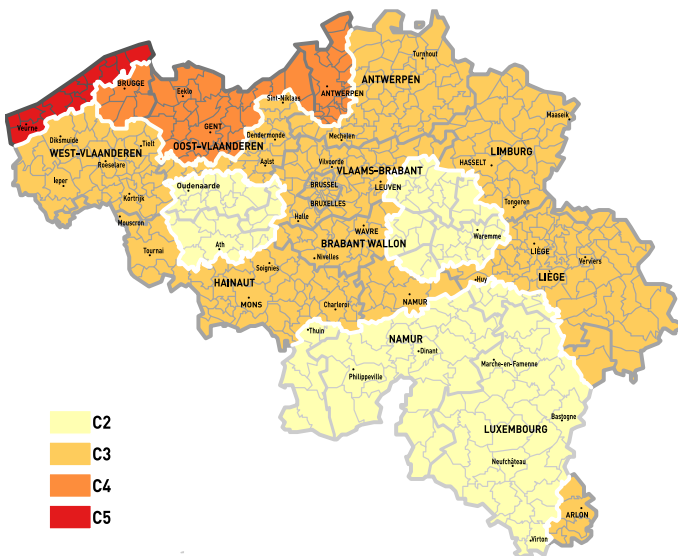 Turnhout
ANTWERPEN
BRUGGE
Eeklo
Sint-Niklaas
ANTWERPEN
Maaseik
Veurne
GENT
Diksmuide
Tielt
OOST-VLAANDEREN
Dendermonde
Mechelen
WEST-VLAANDEREN
Roeselare
Aalst
Vilvoorde
VLAAMS-BRABANT
HASSELT
LIMBURG
Ieper
Oudenaarde
BRUSSEL
LEUVEN
Kortrijk
BRUXELLES
Tongeren
Mouscron
Halle
WAVRE
Waremme
Ath
BRABANT WALLON
LIÈGE
Tournai
Nivelles
Verviers
Soignies
LIÈGE
HAINAUT
Huy
MONS
Charleroi
NAMUR
Thuin
NAMUR
Dinant
Philippeville
Marche-en-Famenne
Bastogne
LUXEMBOURG
Neufchâteau
ARLON
Virton
C2
C3
C4
C5